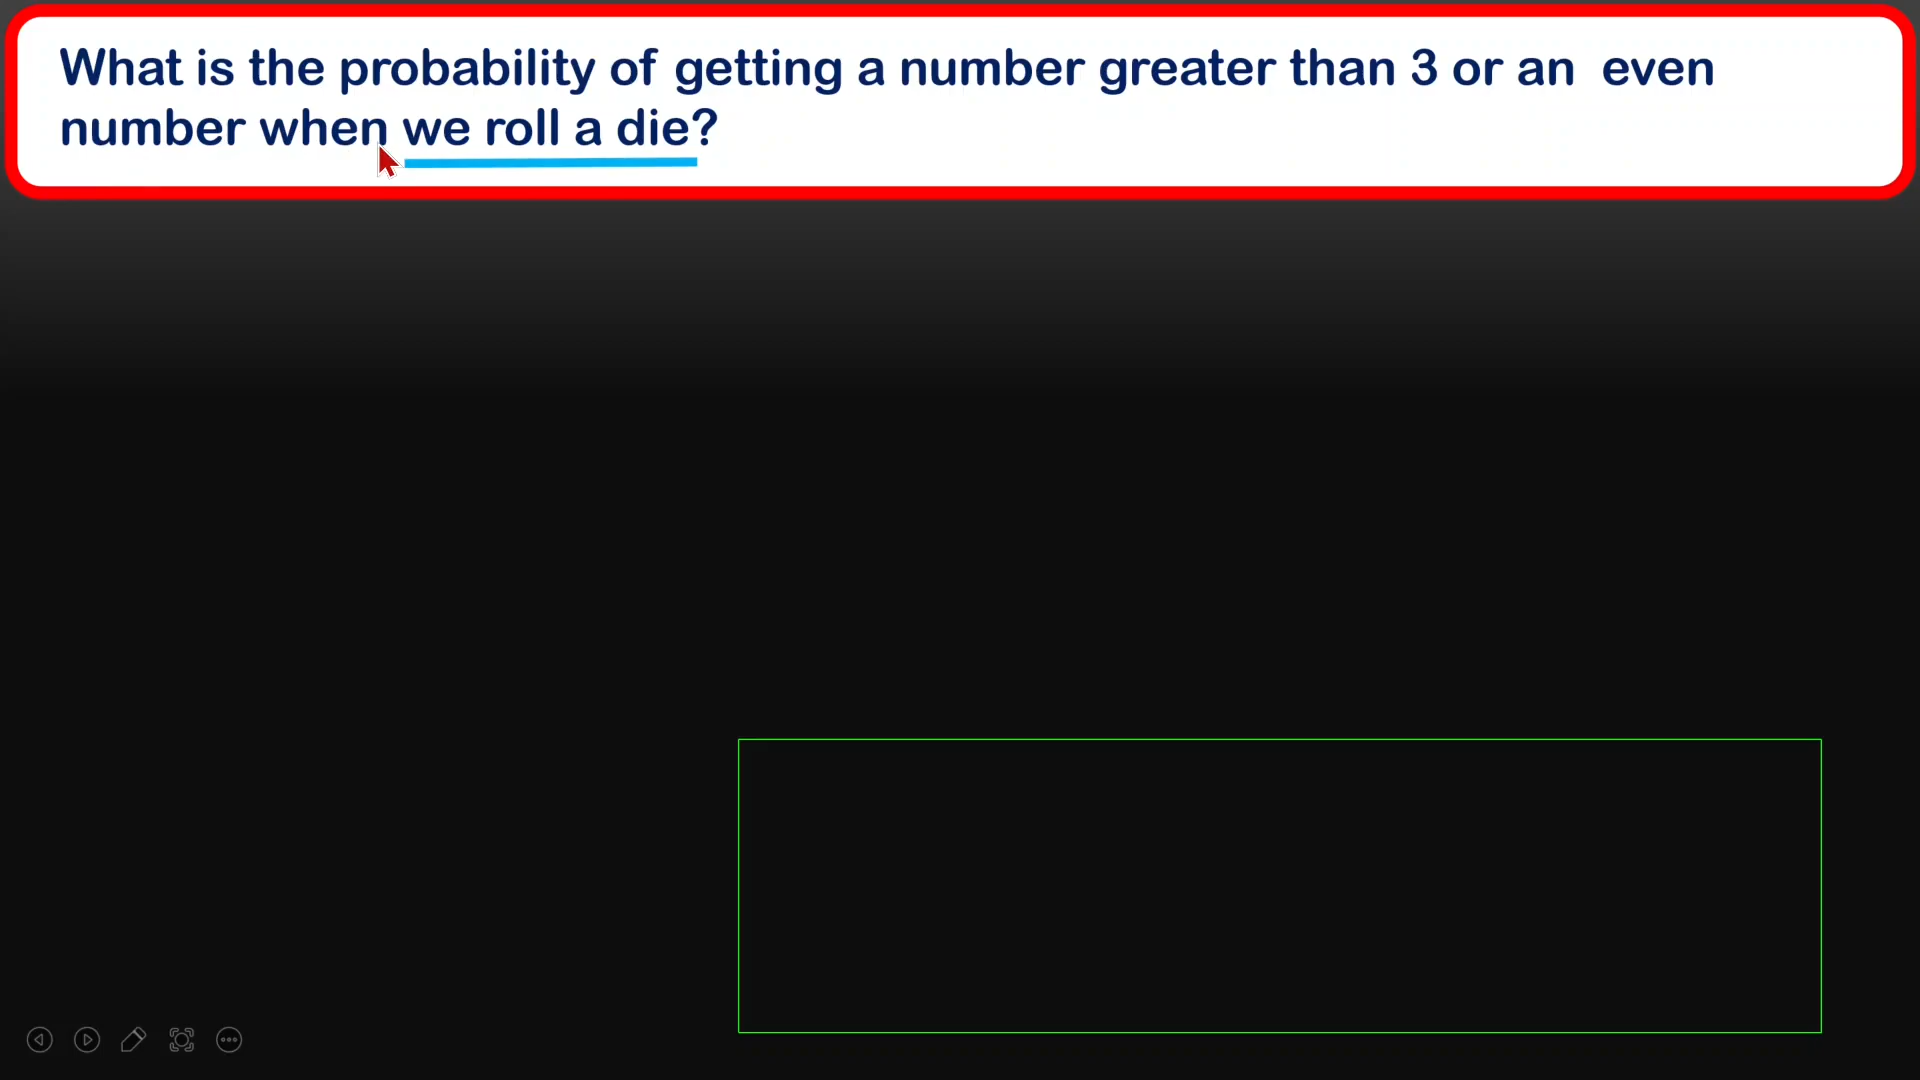 What is the probability of getting a number greater than 3 or an  even
number when we roll a die?